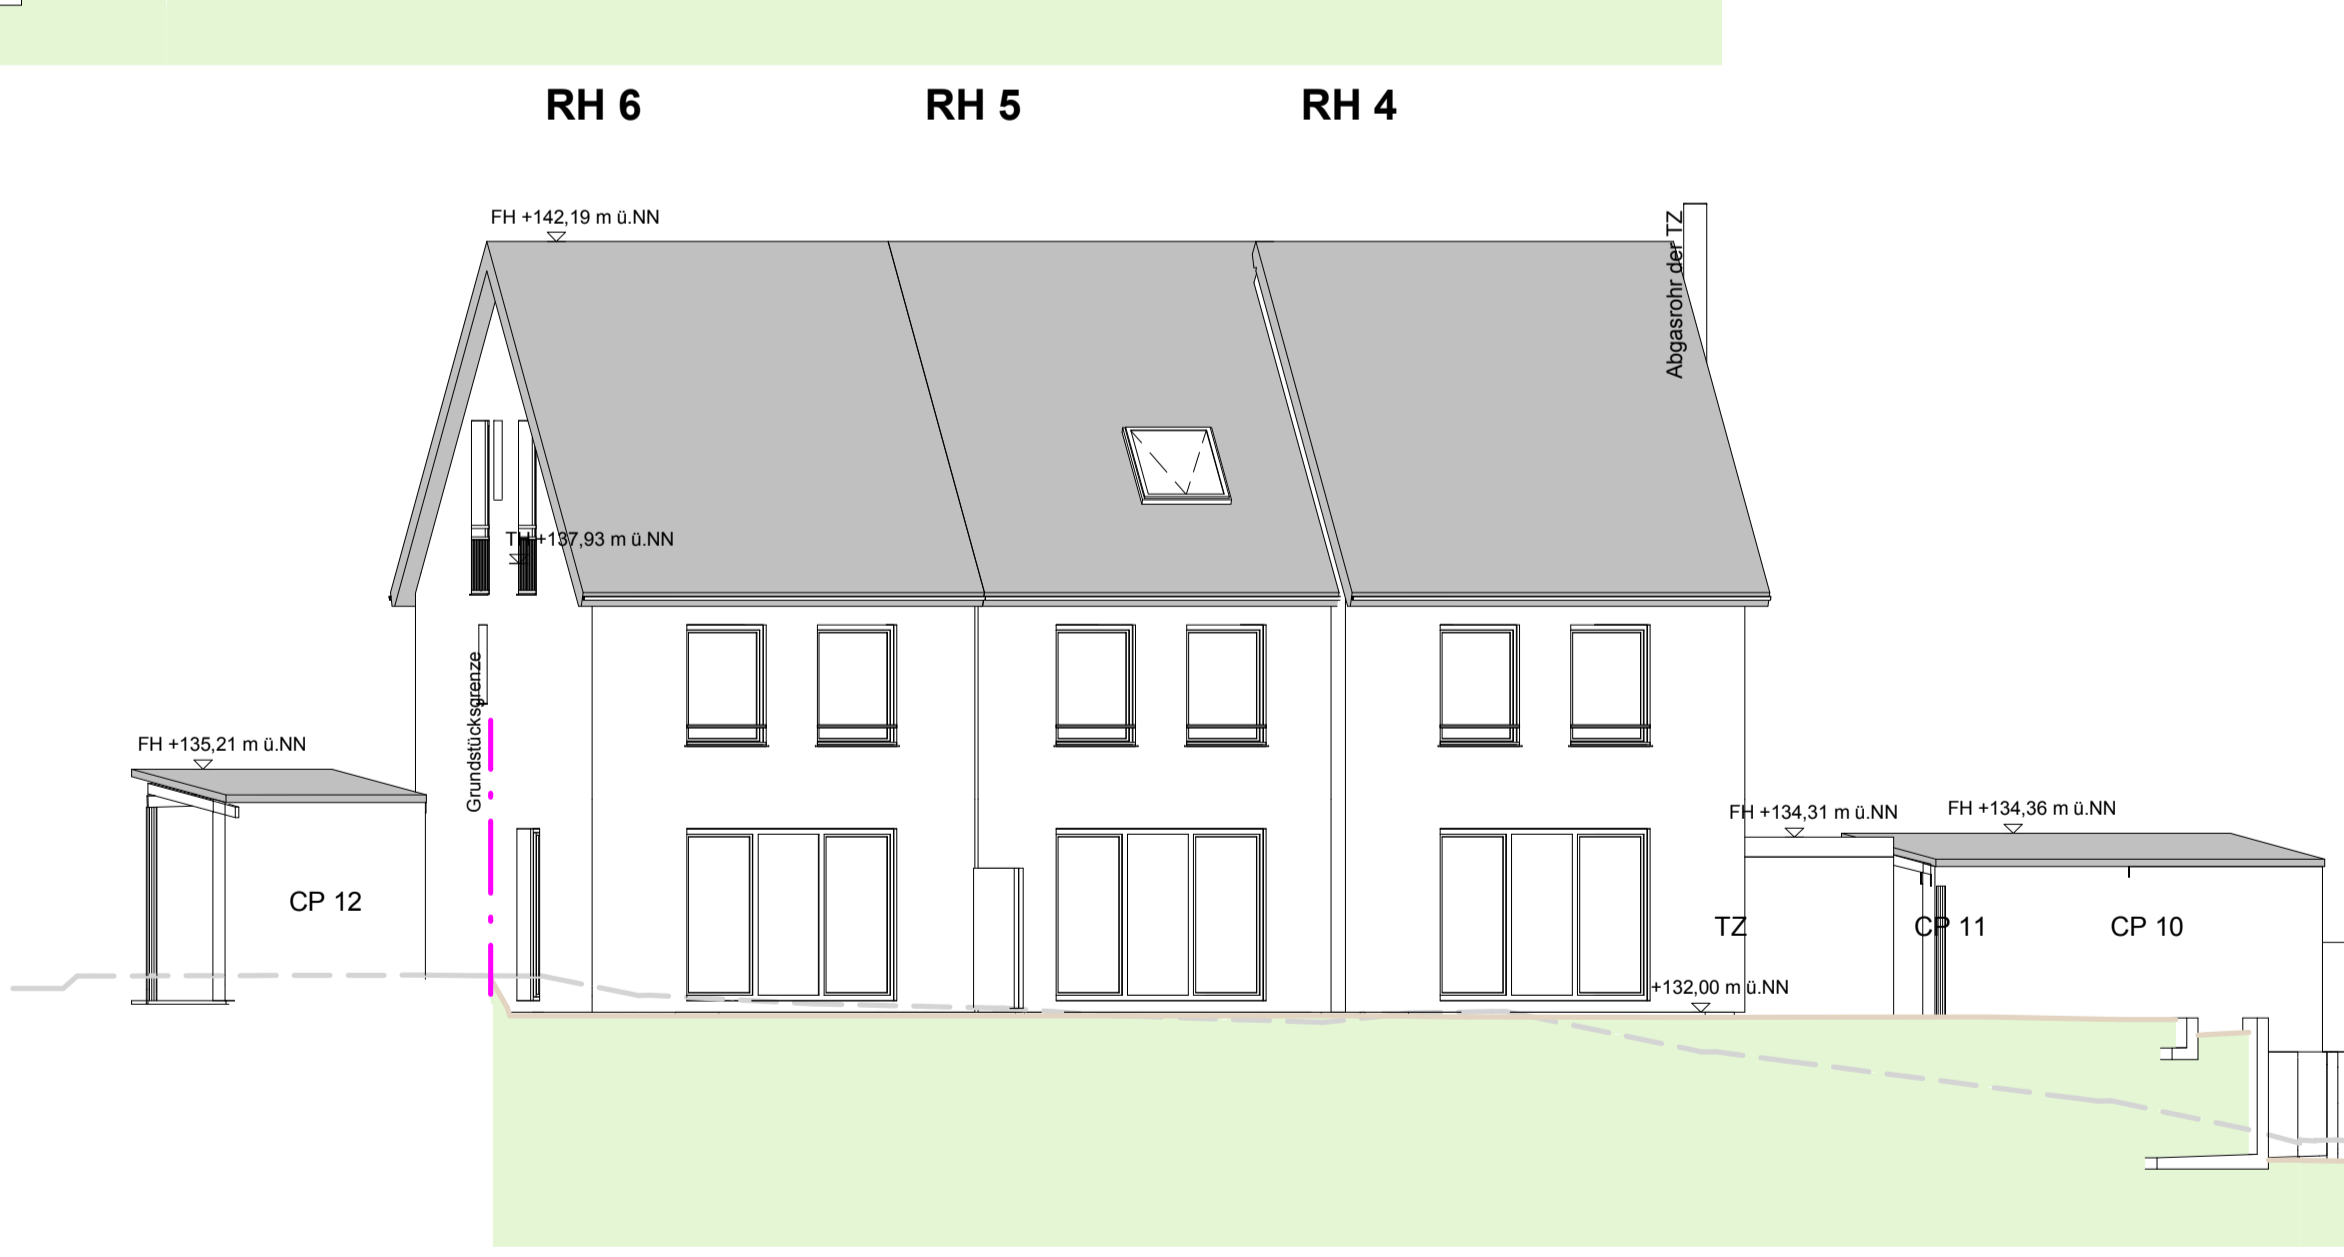 RH 6
RH 5
RH 4
FH +142,19 m ü.NN
Abgasrohr der TZ
TH +137,93 m ü.NN
Grundstücksgrenze
FH +135,21 m ü.NN
FH +134,31 m ü.NN
FH +134,36 m ü.NN
CP 12
TZ
CP 11
CP 10
+132,00 m ü.NN